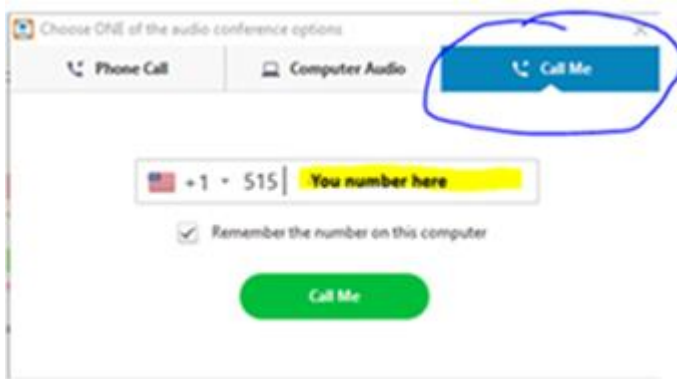 Choose ONE of the audio conference options
Phone Call Computer Audio Call Me
+1 515 You number here
Remember the number on this computer
Call Me